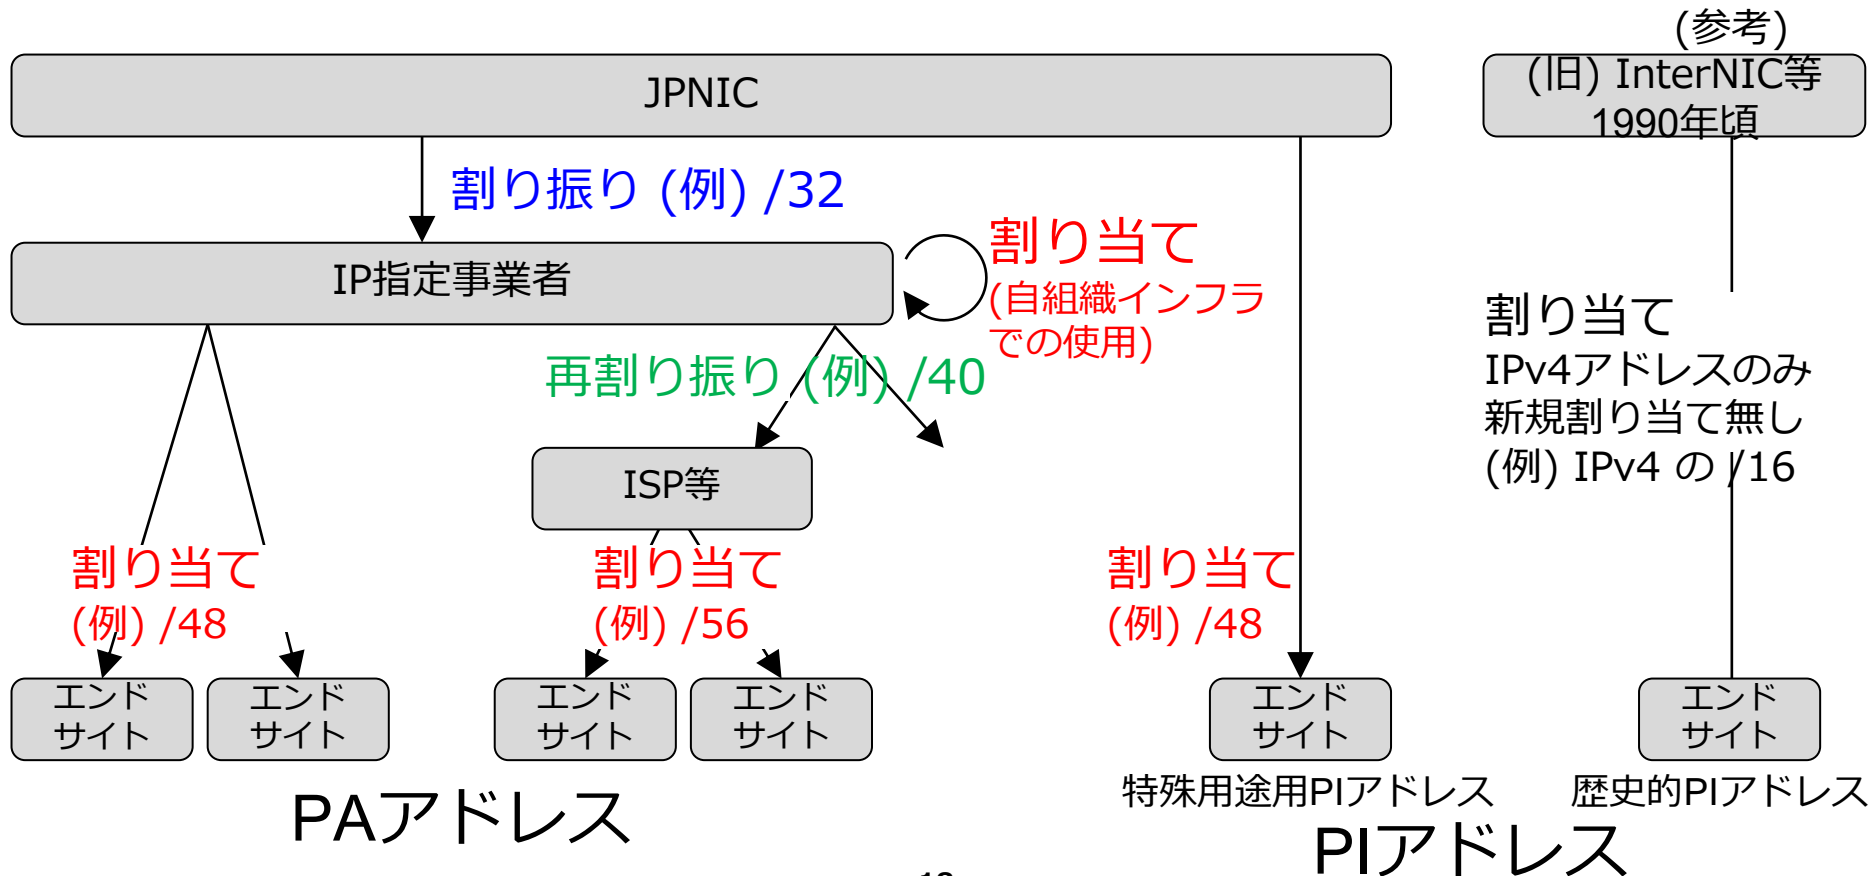 (参考)
JPNIC
(旧) InterNIC等
1990年頃
割り振り (例) /32
IP指定事業者
割り当て
(自組織インフラ
での使用)
再割り振り (例) /40
割り当て
IPv4アドレスのみ
新規割り当て無し
(例) IPv4 の /16
ISP等
割り当て
(例) /48
割り当て
(例) /56
割り当て
(例) /48
エンド
サイト
エンド
サイト
エンド
サイト
エンド
サイト
エンド
サイト
エンド
サイト
特殊用途用PIアドレス
歴史的PIアドレス
PAアドレス
PIアドレス